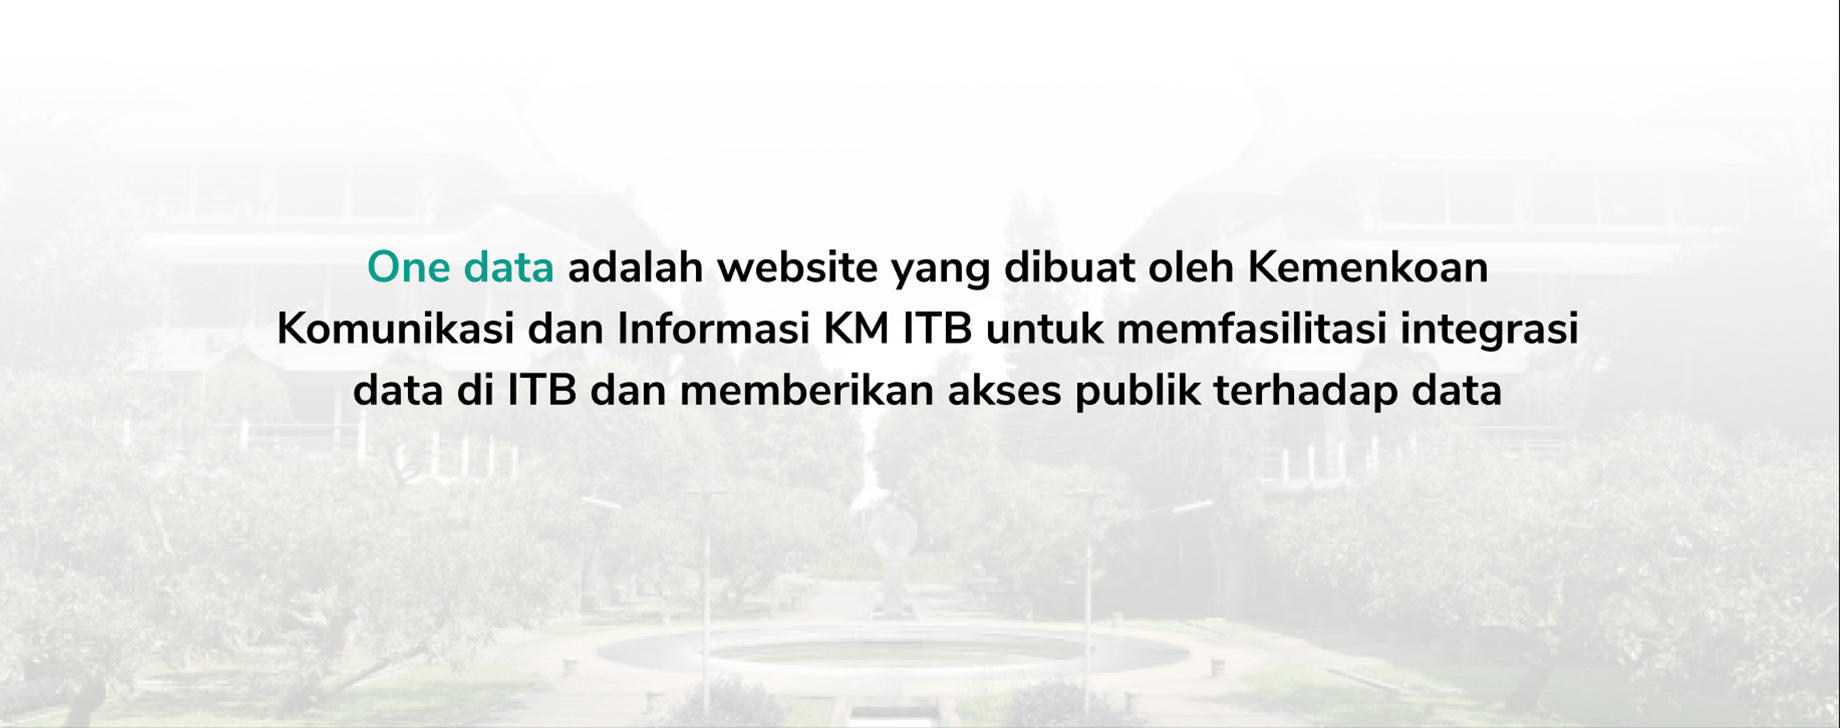 One data adalah website yang dibuat oleh Kemenkoan
Komunikasi dan Informasi KM ITB untuk memfasilitasi integrasi
data di ITB dan memberikan akses publik terhadap data